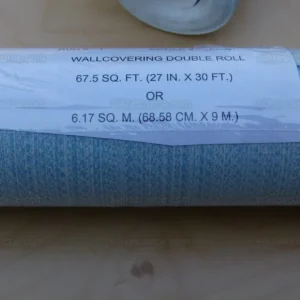 WALLCOVERING DOUBLE ROLL
67.5 SQ. FT. (27 IN. X 30 FT.)
OR
6.17 SQ. M. (68.58 CM. X 9 M.)